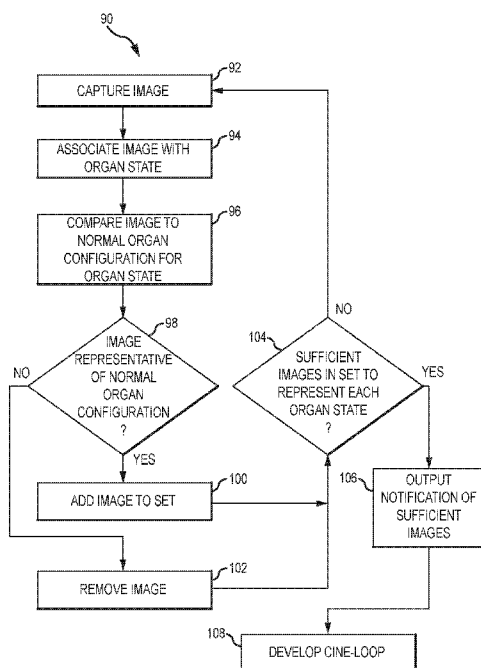 90
92
CAPTURE IMAGE
94
ASSOCIATE IMAGE WITH
ORGAN STATE
96
COMPARE IMAGE TO
NORMAL ORGAN
CONFIGURATION FOR
ORGAN STATE
98
IMAGE
REPRESENTATIVE
OF NORMAL
ORGAN
CONFIGURATION
?
NO
YES
100
ADD IMAGE TO SET
102
REMOVE IMAGE
104
NO
SUFFICIENT
IMAGES IN SET TO
REPRESENT EACH
ORGAN STATE
?
YES
106
OUTPUT
NOTIFICATION OF
SUFFICIENT
IMAGES
108
DEVELOP CINE-LOOP